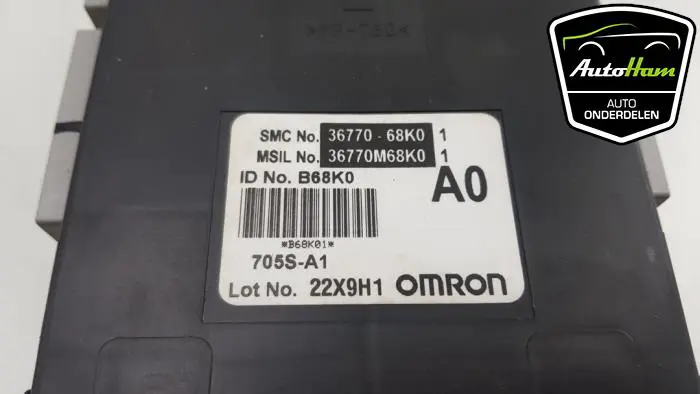 AutoHam
AUTO
ONDERDELEN
SMC No. 36770 - 68K0 1
MSIL No. 36770M68K0 1
ID No. B68K0
A0
*B68K01*
705S-A1
Lot No. 22X9H1 OMRON